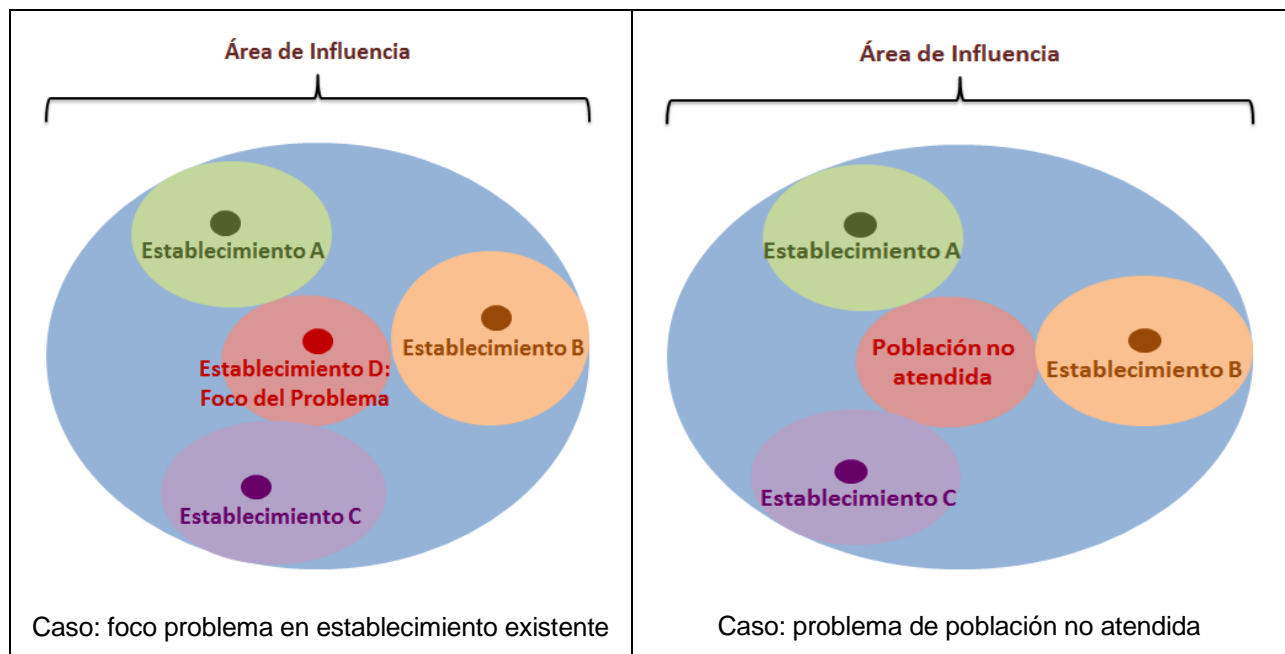 Área de Influencia
Establecimiento A
Establecimiento B
Establecimiento D:
Foco del Problema
Establecimiento C
Caso: foco problema en establecimiento existente
Área de Influencia
Establecimiento A
Población no
atendida
Establecimiento B
Establecimiento C
Caso: problema de población no atendida